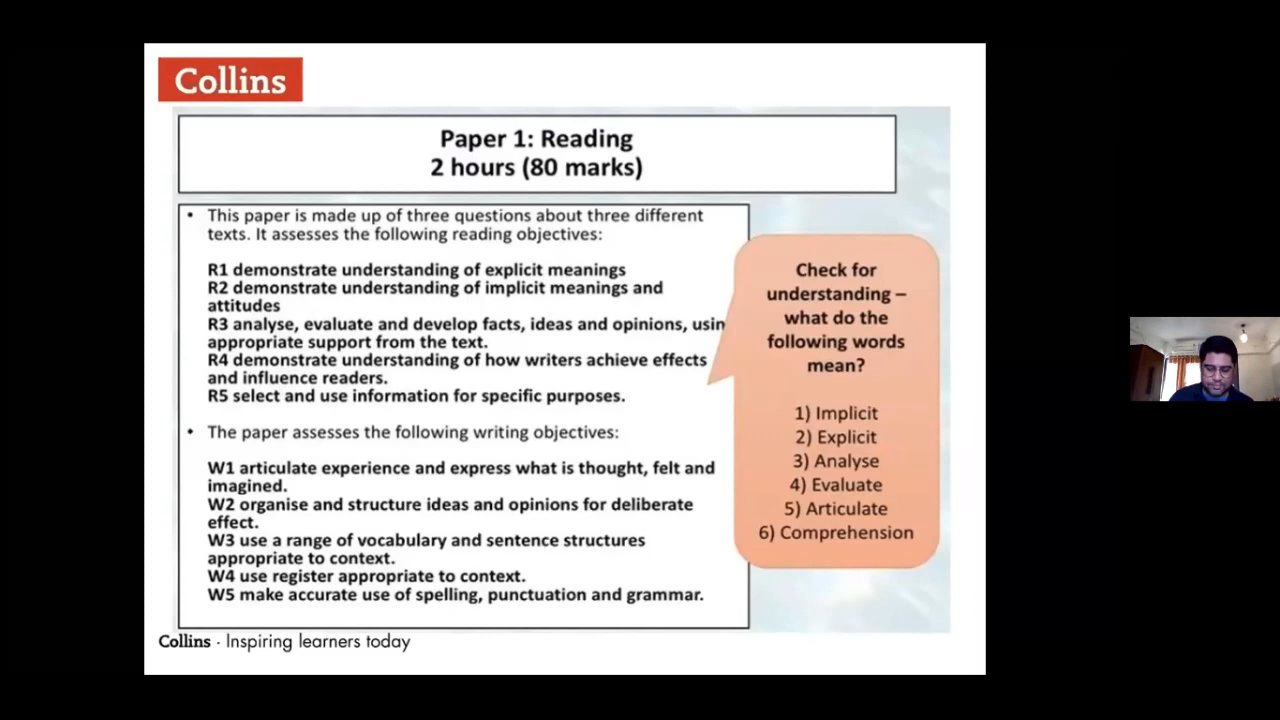 Collins
Paper 1: Reading
2 hours (80 marks)
• This paper is made up of three questions about three different
texts. It assesses the following reading objectives:
R1 demonstrate understanding of explicit meanings
R2 demonstrate understanding of implicit meanings and
attitudes
R3 analyse, evaluate and develop facts, ideas and opinions, usin
appropriate support from the text.
R4 demonstrate understanding of how writers achieve effects
and influence readers.
R5 select and use information for specific purposes.
• The paper assesses the following writing objectives:
W1 articulate experience and express what is thought, felt and
imagined.
W2 organise and structure ideas and opinions for deliberate
effect.
W3 use a range of vocabulary and sentence structures
appropriate to context.
W4 use register appropriate to context.
W5 make accurate use of spelling, punctuation and grammar.
Check for
understanding –
what do the
following words
mean?
1) Implicit
2) Explicit
3) Analyse
4) Evaluate
5) Articulate
6) Comprehension
Collins · Inspiring learners today